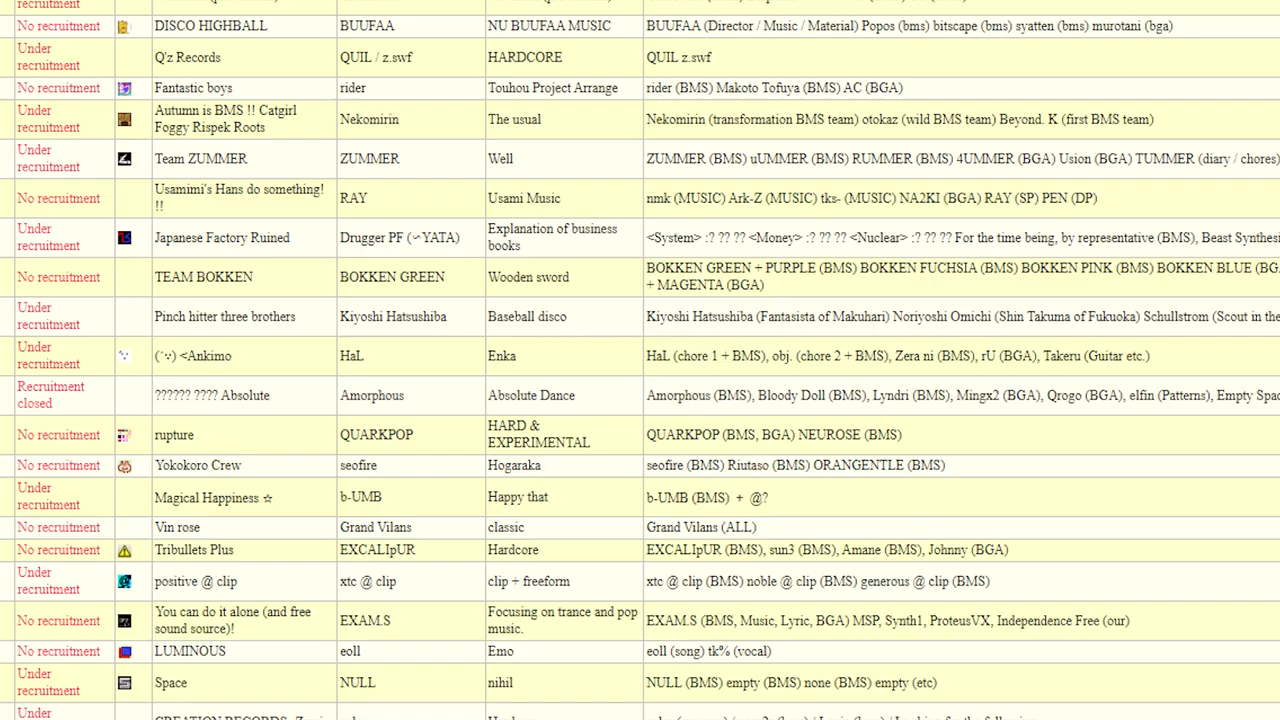 recruitment
No recruitment DISCO HIGHBALL BUUFAA NU BUUFAA MUSIC BUUFAA (Director / Music / Material) Popos (bms) bitscape (bms) syatten (bms) murotani (bga)
Under recruitment Q'z Records QUIL / z.swf HARDCORE QUIL z.swf
No recruitment Fantastic boys rider Touhou Project Arrange rider (BMS) Makoto Tofuya (BMS) AC (BGA)
Under recruitment Autumn is BMS !! Catgirl Foggy Rispek Roots Nekomirin The usual Nekomirin (transformation BMS team) otokaz (wild BMS team) Beyond. K (first BMS team)
Under recruitment Team ZUMMER ZUMMER Well ZUMMER (BMS) uUMMER (BMS) RUMMER (BMS) 4UMMER (BGA) Usion (BGA) TUMMER (diary / chores)
No recruitment Usamimi's Hans do something! !! RAY Usami Music nmk (MUSIC) Ark-Z (MUSIC) tks- (MUSIC) NA2KI (BGA) RAY (SP) PEN (DP)
Under recruitment Japanese Factory Ruined Drugger PF (∽YATA) Explanation of business books <System> :? ?? ?? <Money> :? ?? ?? <Nuclear> :? ?? ?? For the time being, by representative (BMS), Beast Synthesi
No recruitment TEAM BOKKEN BOKKEN GREEN Wooden sword BOKKEN GREEN + PURPLE (BMS) BOKKEN FUCHSIA (BMS) BOKKEN PINK (BMS) BOKKEN BLUE (BG + MAGENTA (BGA)
Under recruitment Pinch hitter three brothers Kiyoshi Hatsushiba Baseball disco Kiyoshi Hatsushiba (Fantasista of Makuhari) Noriyoshi Omichi (Shin Takuma of Fukuoka) Schullstrom (Scout in the
Under recruitment (´∵) <Ankimo HaL Enka HaL (chore 1 + BMS), obj. (chore 2 + BMS), Zera ni (BMS), rU (BGA), Takeru (Guitar etc.)
Recruitment closed ?????? ???? Absolute Amorphous Absolute Dance Amorphous (BMS), Bloody Doll (BMS), Lyndri (BMS), Mingx2 (BGA), Qrogo (BGA), elfin (Patterns), Empty Spac
No recruitment rupture QUARKPOP HARD & EXPERIMENTAL QUARKPOP (BMS, BGA) NEUROSE (BMS)
No recruitment Yokokoro Crew seofire Hogaraka seofire (BMS) Riutaso (BMS) ORANGENTLE (BMS)
Under recruitment Magical Happiness ☆ b-UMB Happy that b-UMB (BMS) + @?
No recruitment Vin rose Grand Vilans classic Grand Vilans (ALL)
No recruitment Tribullets Plus EXCALIpUR Hardcore EXCALIpUR (BMS), sun3 (BMS), Amane (BMS), Johnny (BGA)
Under recruitment positive @ clip xtc @ clip clip + freeform xtc @ clip (BMS) noble @ clip (BMS) generous @ clip (BMS)
No recruitment You can do it alone (and free sound source)! EXAM.S Focusing on trance and pop music. EXAM.S (BMS, Music, Lyric, BGA) MSP, Synth1, ProteusVX, Independence Free (our)
No recruitment LUMINOUS eoll Emo eoll (song) tk% (vocal)
Under recruitment Space NULL nihil NULL (BMS) empty (BMS) none (BMS) empty (etc)
Under